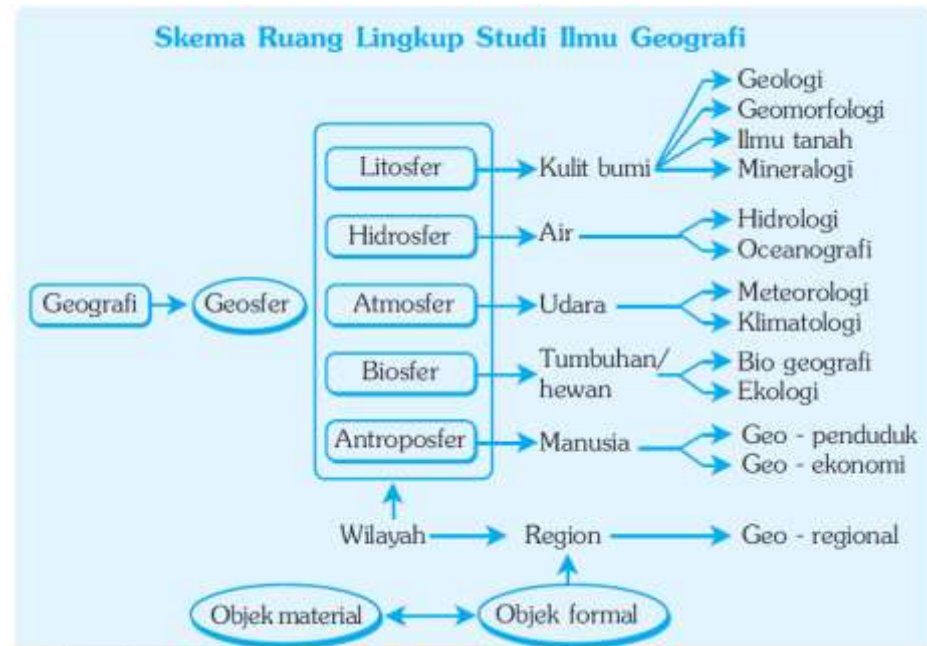 Skema Ruang Lingkup Studi Ilmu Geografi
Geografi
Geosfer
Litosfer
Kulit bumi
Geologi
Geomorfologi
Ilmu tanah
Mineralogi
Hidrosfer
Air
Hidrologi
Oceanografi
Atmosfer
Udara
Meteorologi
Klimatologi
Biosfer
Tumbuhan/
hewan
Bio geografi
Ekologi
Antroposfer
Manusia
Geo - penduduk
Geo - ekonomi
Wilayah
Region
Geo - regional
Objek material
Objek formal